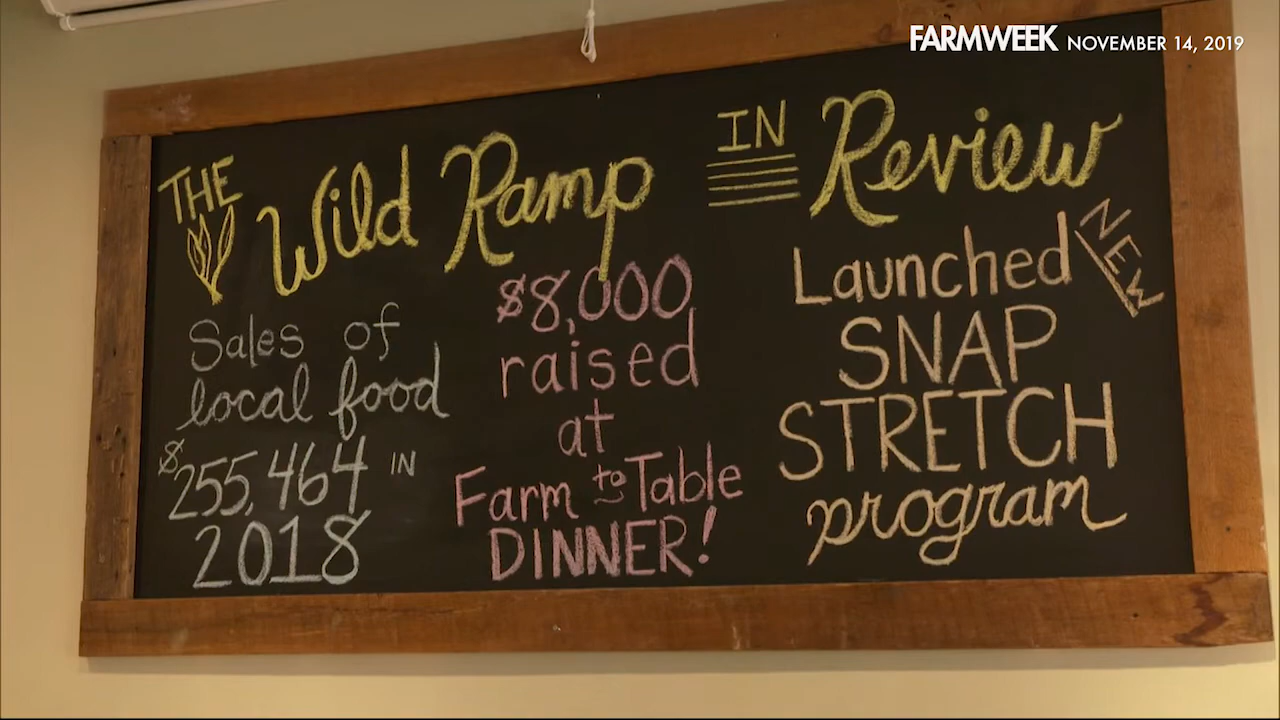 FARMWEEK NOVEMBER 14, 2019
THE Wild Ramp IN Review
Sales of
local food
$255,464 IN
2018
$8,000
raised
at
Farm to Table
DINNER!
Launched NEW
SNAP
STRETCH
program